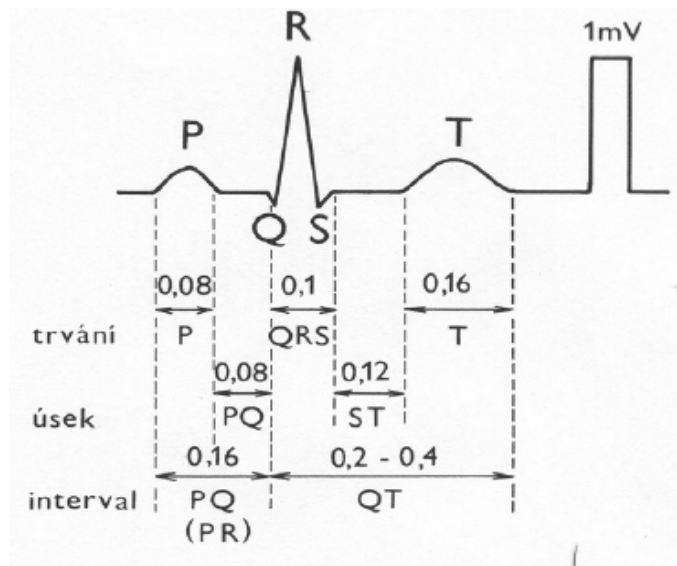 R
1mV
P
T
Q S
0,08 0,1 0,16
trvání P QRS T
0,08 0,12
úsek PQ ST
0,16 0,2 - 0,4
interval PQ QT
(PR)